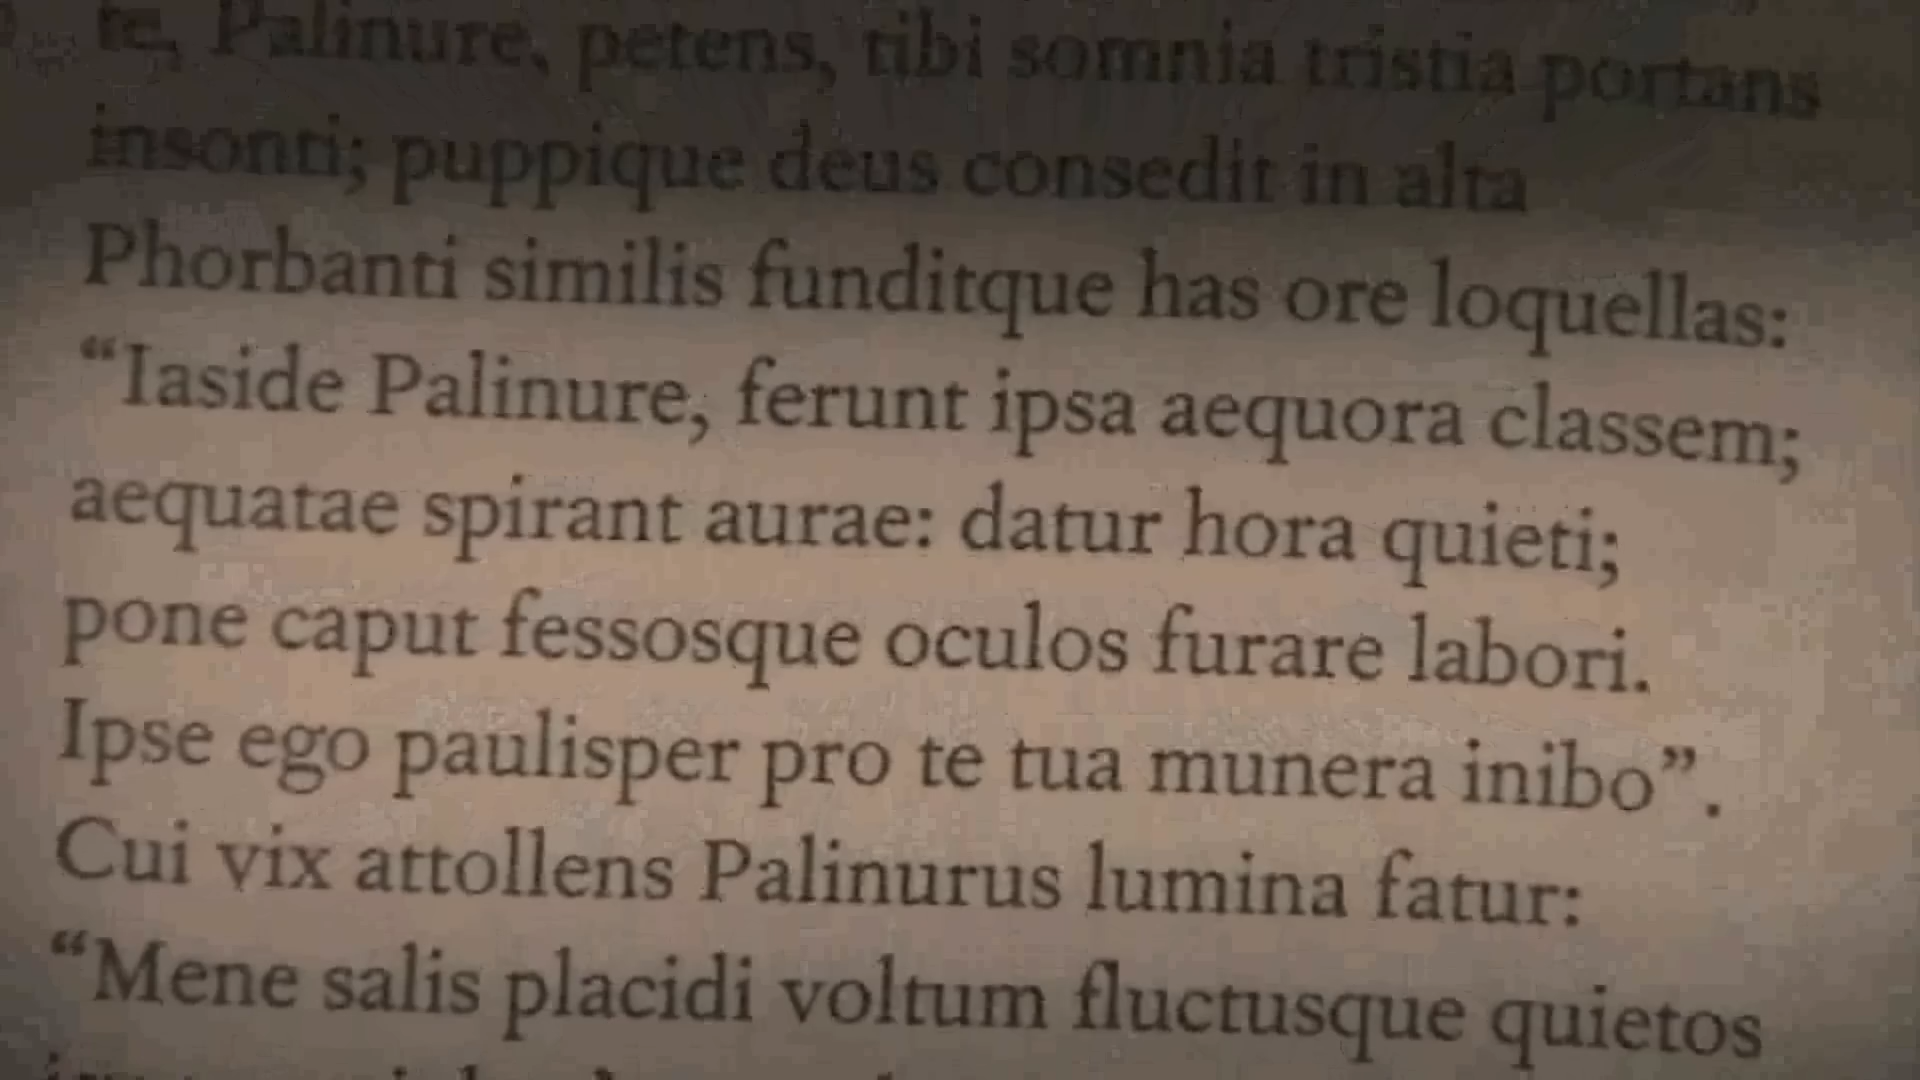 te, Palinure, petens, tibi somnia tristia portans
insonti; puppique deus consedit in alta
Phorbanti similis funditque has ore loquellas:
“Iaside Palinure, ferunt ipsa aequora classem;
aequatae spirant aurae: datur hora quieti;
pone caput fessosque oculos furare labori.
Ipse ego paulisper pro te tua munera inibo”.
Cui vix attollens Palinurus lumina fatur:
“Mene salis placidi voltum fluctusque quietos